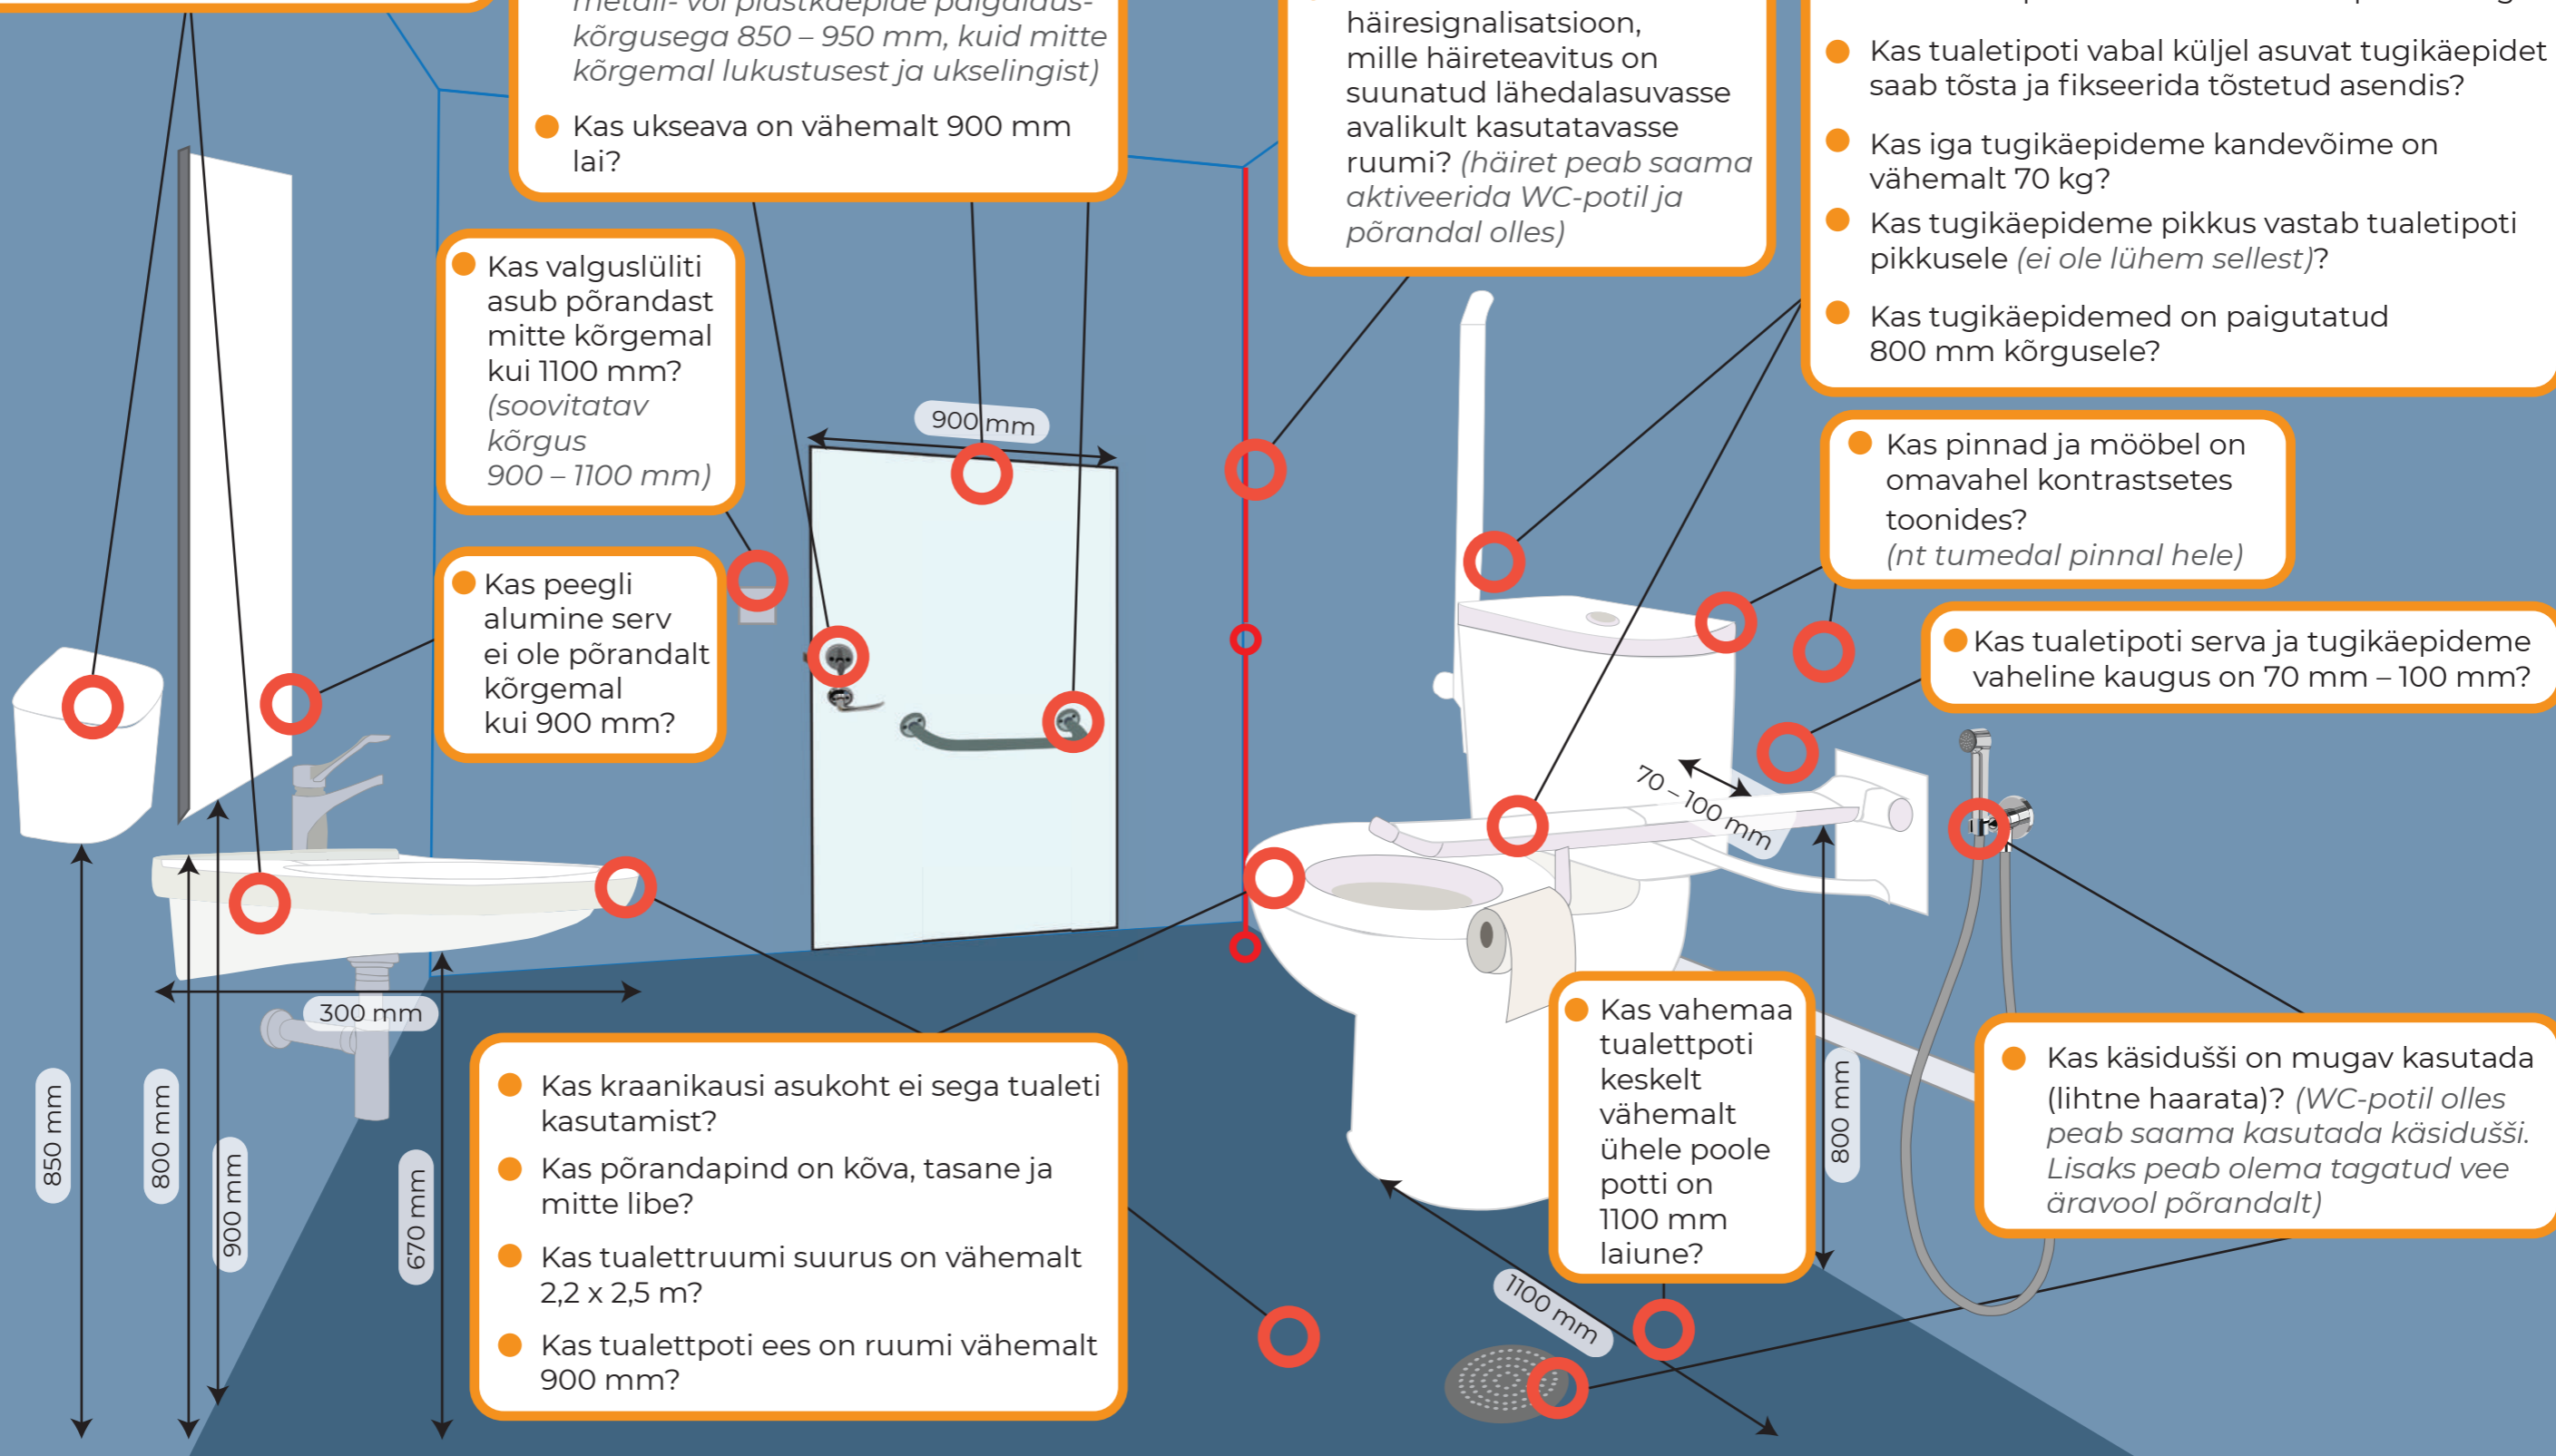 metall- või plastkäepide paigaldus-
kõrgusega 850 – 950 mm, kuid mitte
kõrgemal lukustusest ja ukselingist)
Kas ukseava on vähemalt 900 mm
lai?
häiresignalisatsioon,
mille häireteavitus on
suunatud lähedalasuvasse
avalikult kasutatavasse
ruumi? (häiret peab saama
aktiveerida WC-potil ja
põrandal olles)
Kas tualetipoti vabal küljel asuvat tugikäepidet
saab tõsta ja fikseerida tõstetud asendis?
Kas iga tugikäepideme kandevõime on
vähemalt 70 kg?
Kas tugikäepideme pikkus vastab tualetipoti
pikkusele (ei ole lühem sellest)?
Kas tugikäepidemed on paigutatud
800 mm kõrgusele?
Kas valguslüliti
asub põrandast
mitte kõrgemal
kui 1100 mm?
(soovitatav
kõrgus
900 – 1100 mm)
900 mm
Kas pinnad ja mööbel on
omavahel kontrastsetes
toonides?
(nt tumedal pinnal hele)
Kas peegli
alumine serv
ei ole põrandalt
kõrgemal
kui 900 mm?
Kas tualetipoti serva ja tugikäepideme
vaheline kaugus on 70 mm – 100 mm?
70 – 100 mm
300 mm
850 mm
800 mm
900 mm
670 mm
Kas kraanikausi asukoht ei sega tualeti
kasutamist?
Kas põrandapind on kõva, tasane ja
mitte libe?
Kas tualettruumi suurus on vähemalt
2,2 x 2,5 m?
Kas tualettpoti ees on ruumi vähemalt
900 mm?
Kas vahemaa
tualettpoti
keskelt
vähemalt
ühele poole
potti on
1100 mm
laiune?
800 mm
1100 mm
Kas käsidušši on mugav kasutada
(lihtne haarata)? (WC-potil olles
peab saama kasutada käsidušši.
Lisaks peab olema tagatud vee
äravool põrandalt)